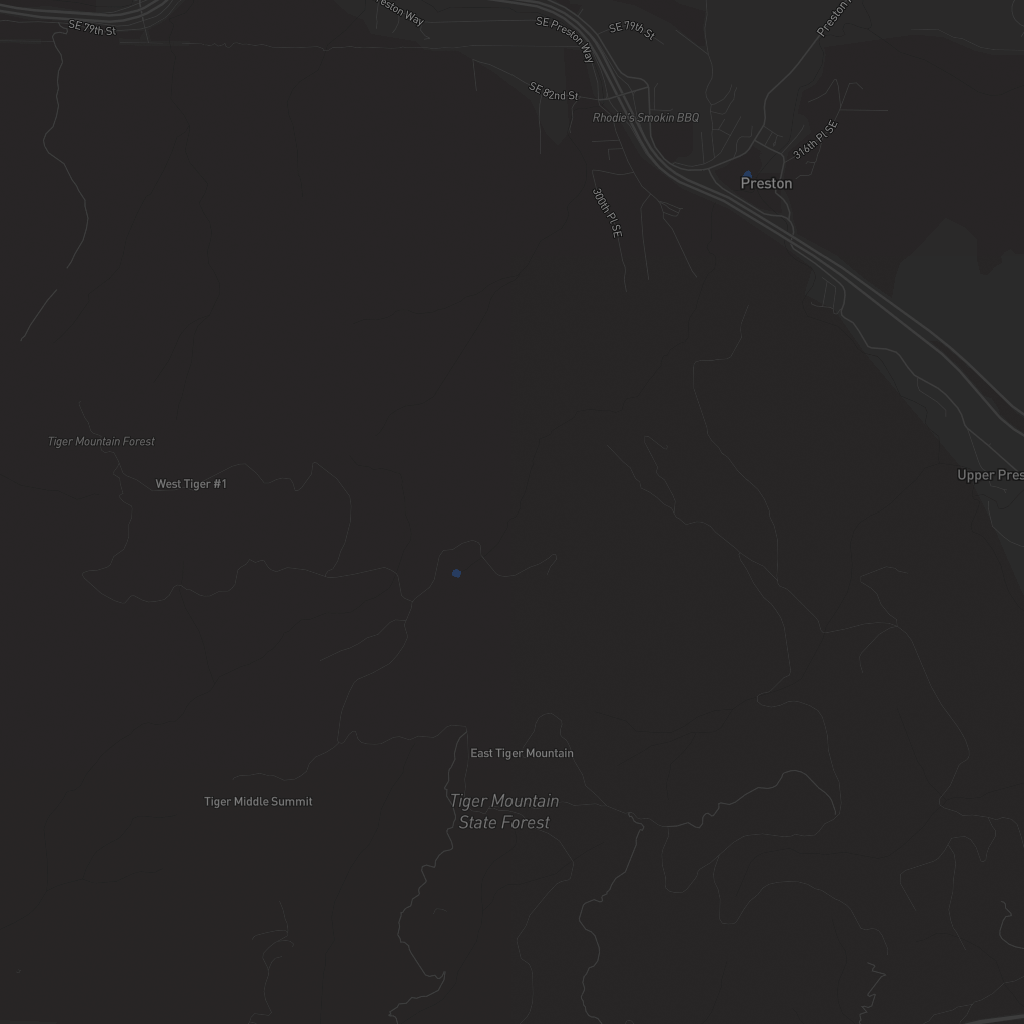 SE 79th St
Preston Way
SE Preston Way
SE 79th St
Preston
SE 82nd St
Rhodie's Smokin BBQ
316th Pl SE
Preston
300th Pl SE
Tiger Mountain Forest
West Tiger #1
Upper Pres
East Tiger Mountain
Tiger Middle Summit
Tiger Mountain
State Forest